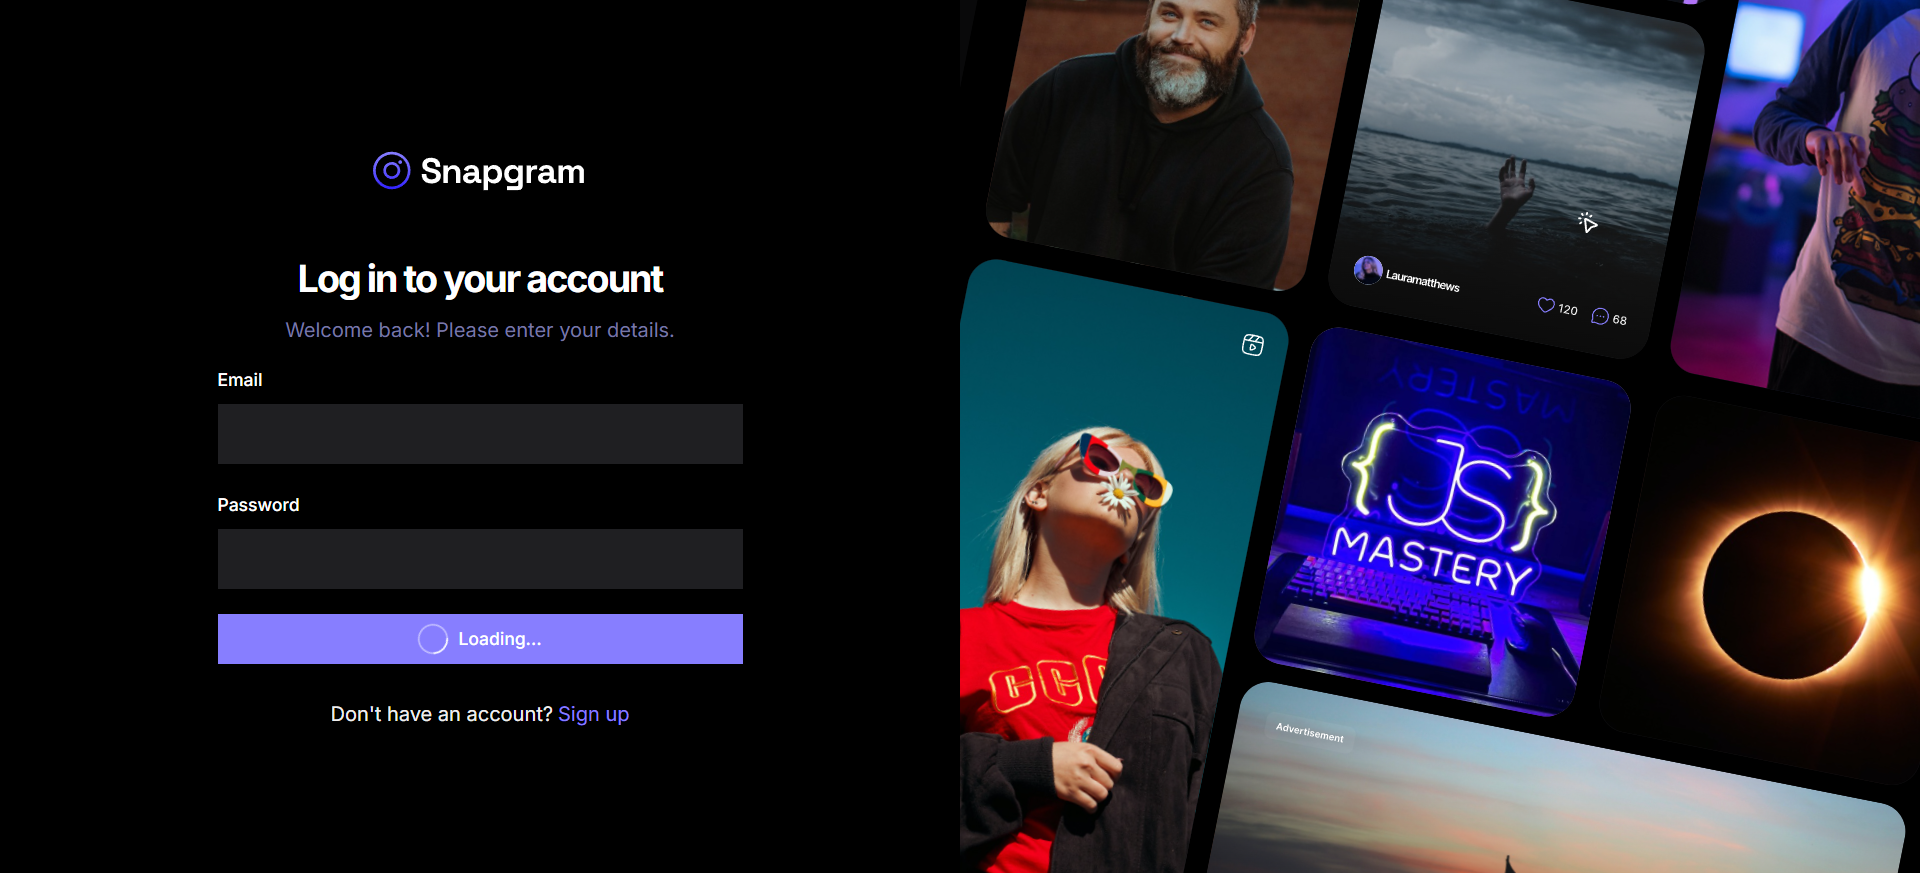 Snapgram
Log in to your account
Welcome back! Please enter your details.
Email
Password
Loading...
Don't have an account? Sign up
Lauramatthews
120
68
MASTERY
{JS}
MASTERY
CCC
Advertisement